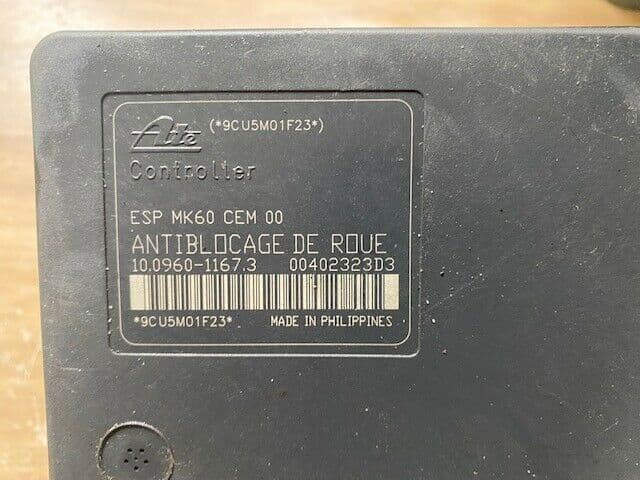 Ate (*9CU5M01F23*)
Controller
ESP MK60 CEM 00
ANTIBLOCAGE DE ROUE
10.0960-1167.3 00402323D3
*9CU5M01F23* MADE IN PHILIPPINES